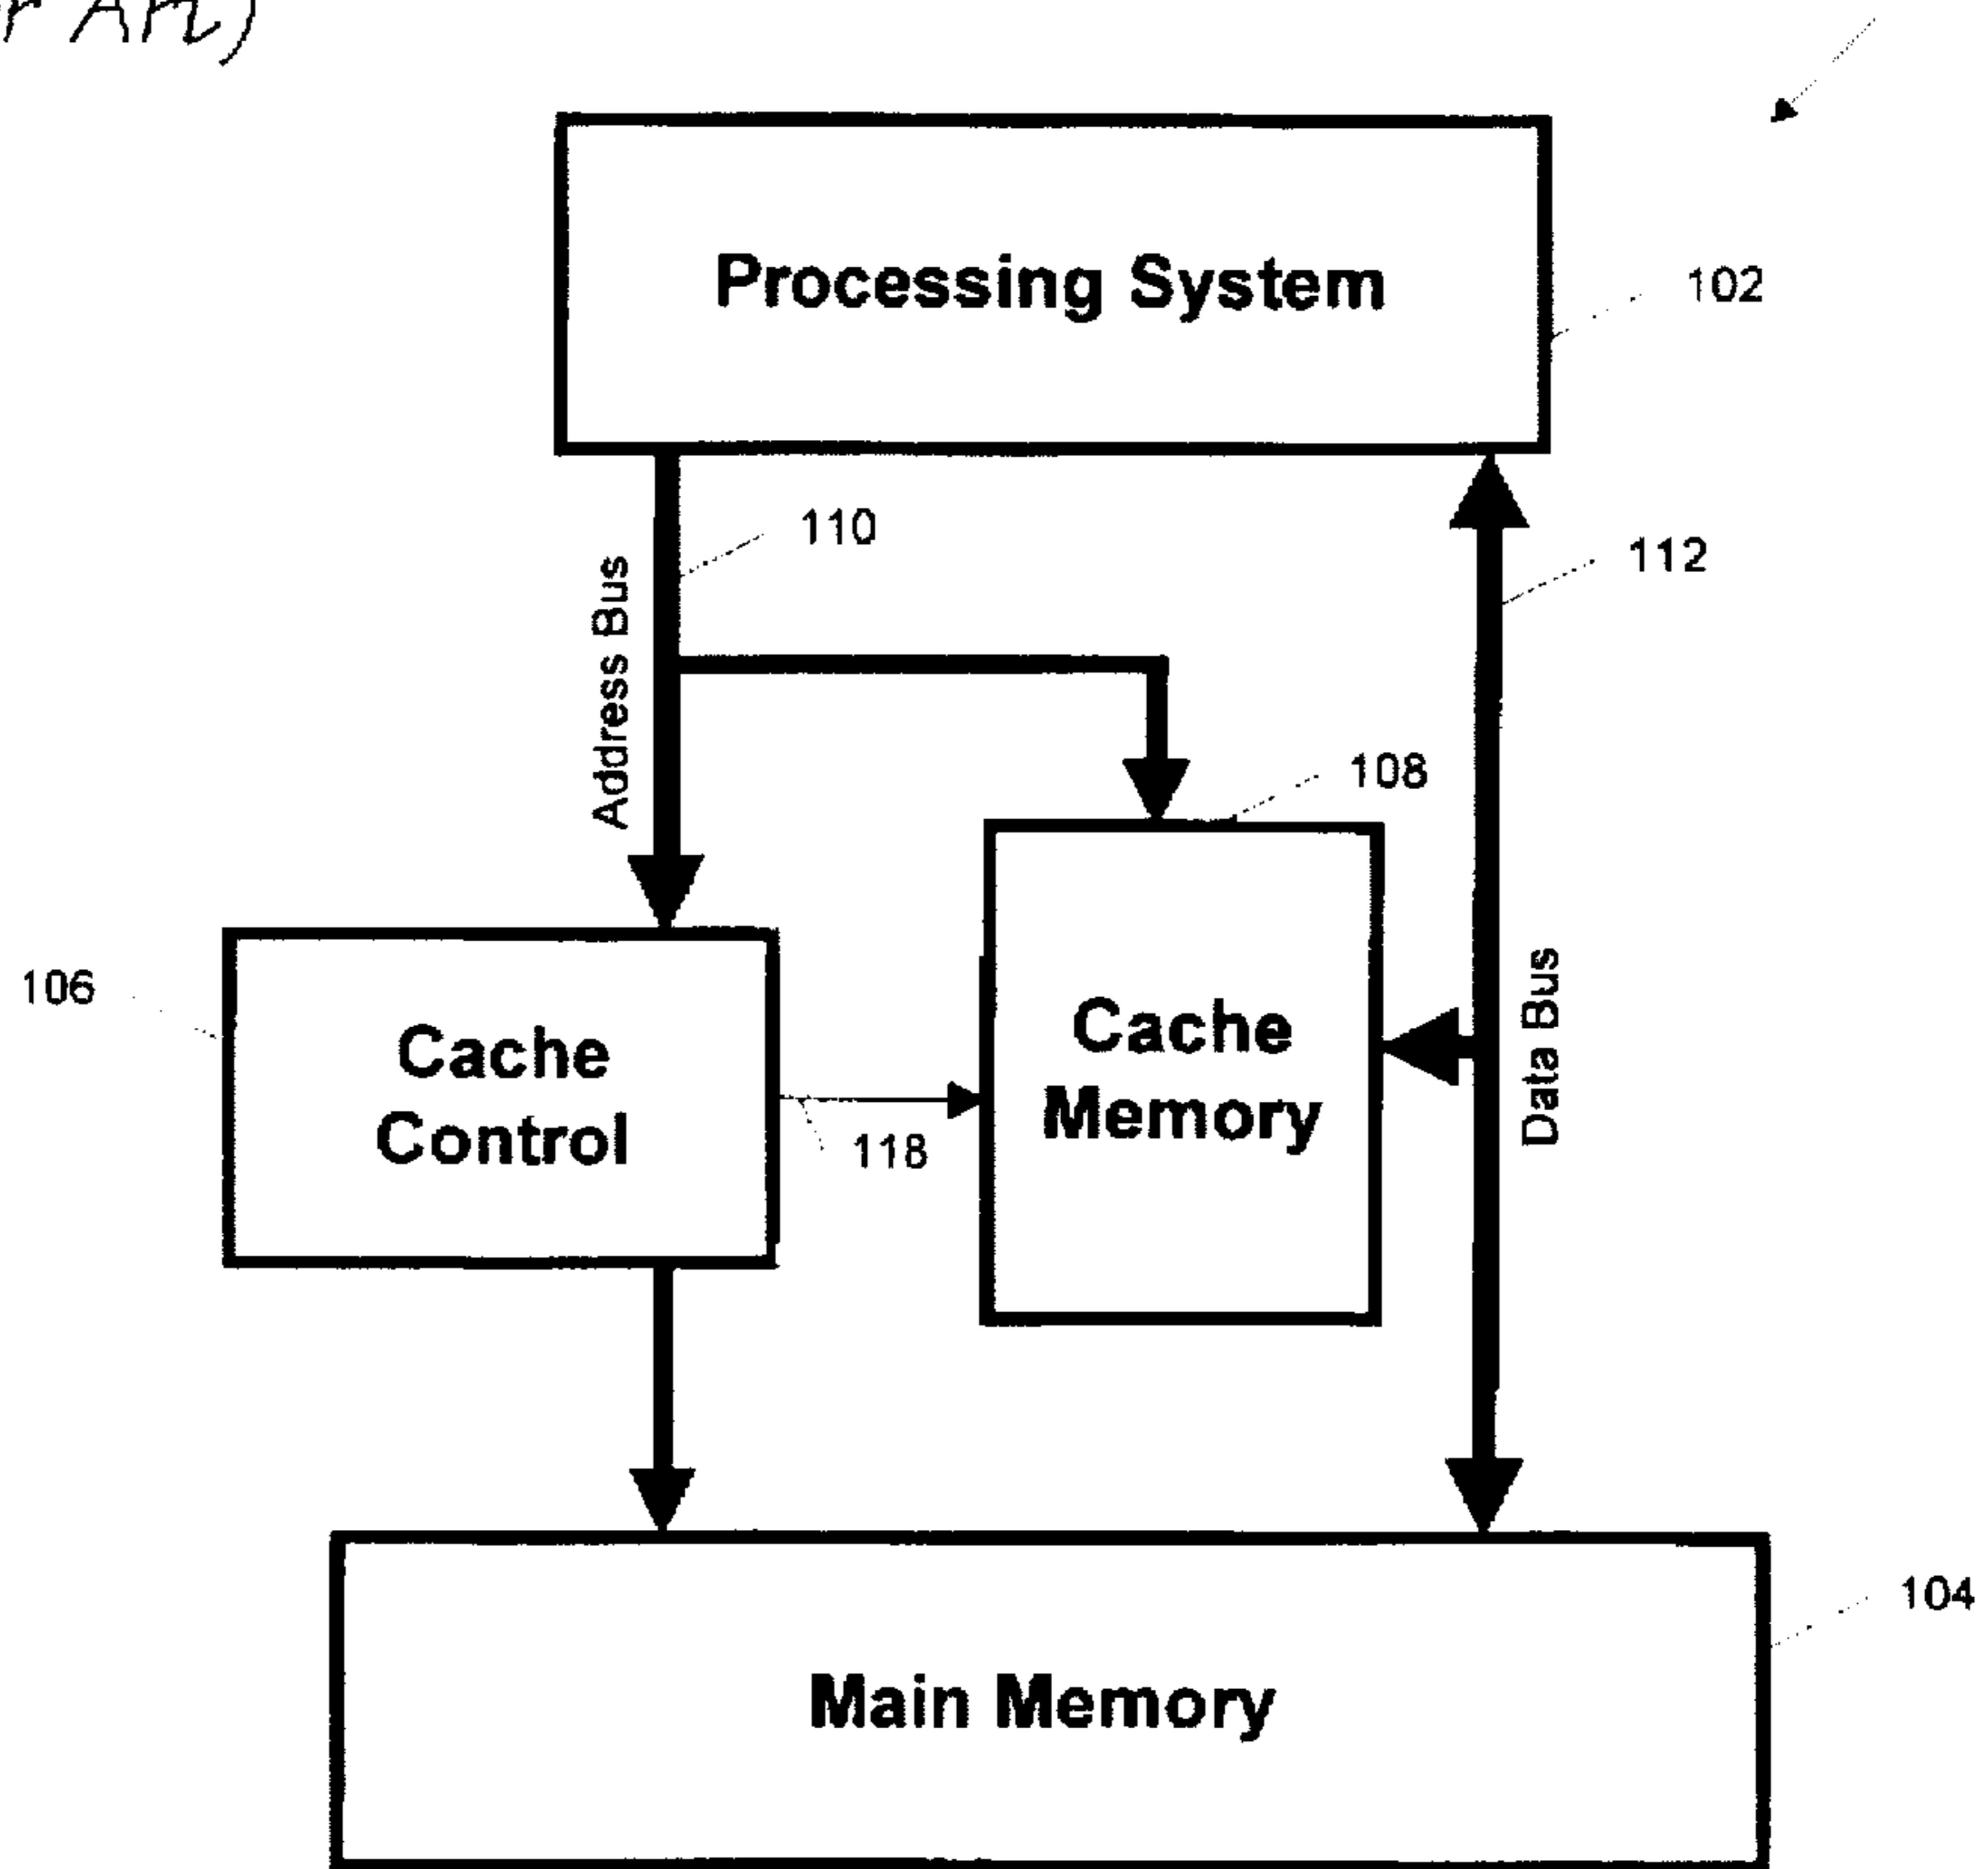 r Art)
Processing System
102
110
112
Address Bus
108
106
Cache
Control
Cache
Memory
118
Data Bus
104
Main Memory